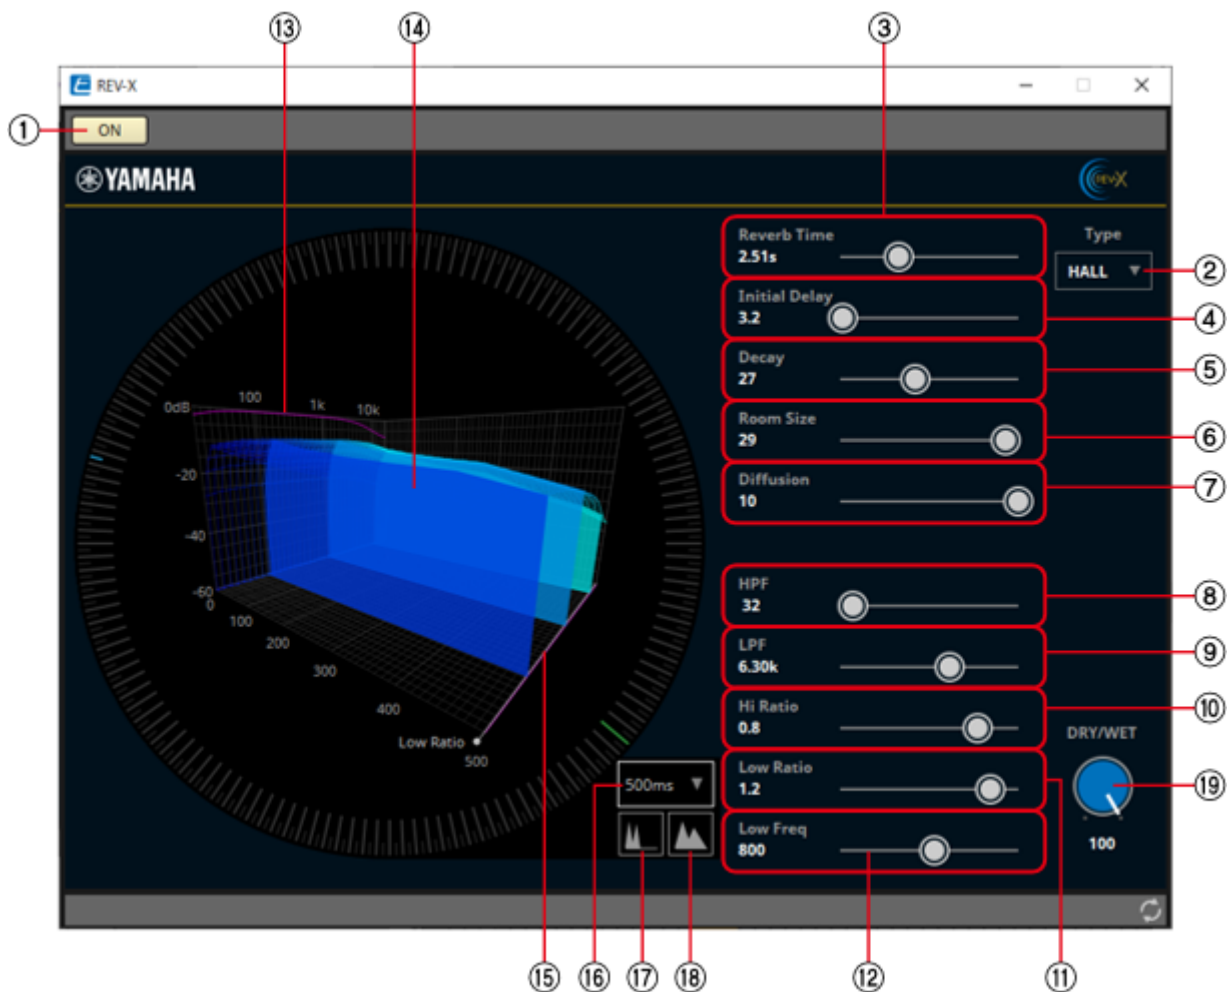 ⑬ ⑭ ③
REV-X
① ON
YAMAHA
REV-X
Reverb Time
2.51s
Type
HALL ②
Initial Delay
3.2 ④
Decay
27 ⑤
Room Size
29 ⑥
Diffusion
10 ⑦
0dB 100 1k 10k
-20
-40
-60
0
100
200
300
400
Low Ratio
500
HPF
32 ⑧
LPF
6.30k ⑨
Hi Ratio
0.8 ⑩
DRY/WET
Low Ratio
1.2
⑲
500ms
Low Freq
800
100
⑮ ⑯ ⑰ ⑱ ⑫ ⑪